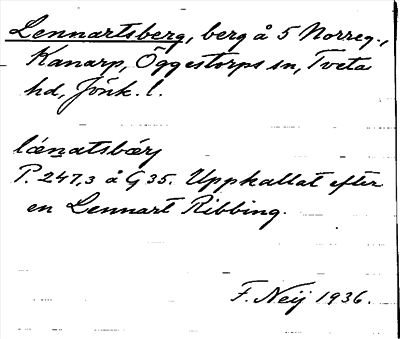 Lennartsberg, berg å 5 Norreg.,
Kanarp, Öggestorps sn, Tveta
hd, Jönk. l.
lænatsbærj
P. 247,3 å G 35. Uppkallat efter
en Lennart Ribbing.
F. Neij 1936.